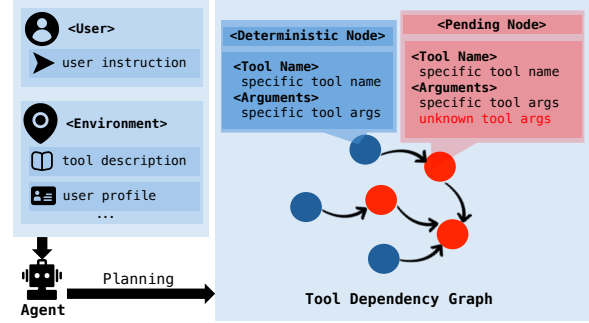 <User>
user instruction
<Environment>
tool description
user profile
...
Agent
Planning
<Deterministic Node>
<Tool Name>
specific tool name
<Arguments>
specific tool args
<Pending Node>
<Tool Name>
specific tool name
<Arguments>
specific tool args
unknown tool args
Tool Dependency Graph